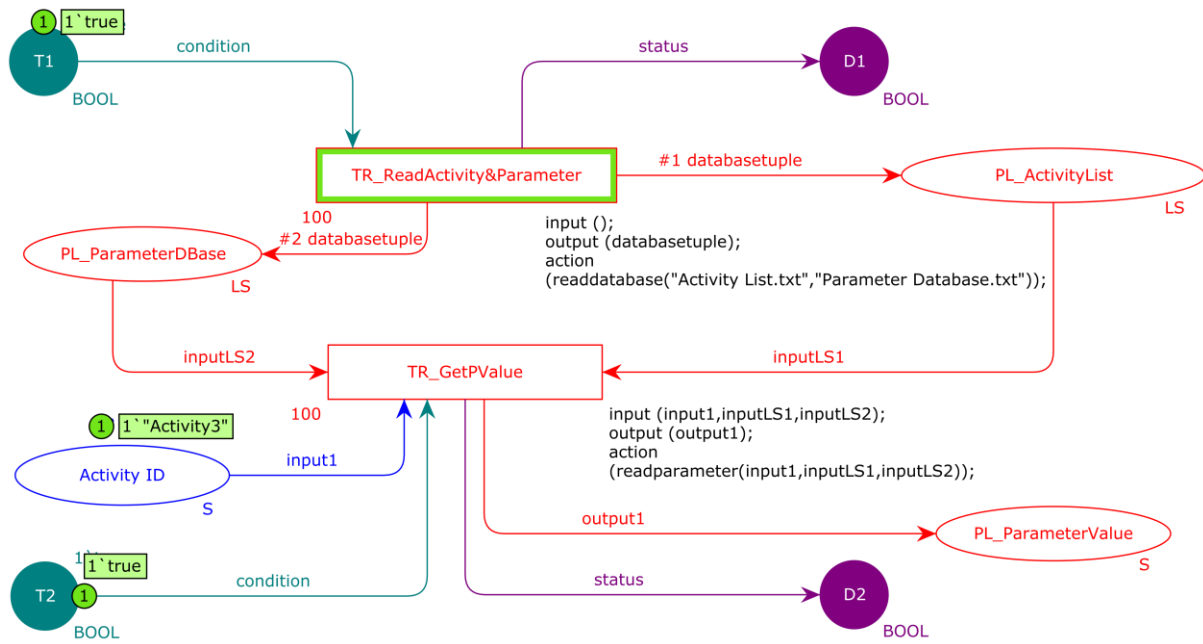 1 1`true
T1
condition
status
D1
BOOL
BOOL
TR_ReadActivity&Parameter
#1 databasetuple
PL_ActivityList
100
#2 databasetuple
LS
PL_ParameterDBase
LS
input ();
output (databasetuple);
action
(readdatabase("Activity List.txt","Parameter Database.txt"));
inputLS2
TR_GetPValue
inputLS1
100
1 1`"Activity3"
input (input1,inputLS1,inputLS2);
output (output1);
action
(readparameter(input1,inputLS1,inputLS2));
Activity ID
input1
S
output1
PL_ParameterValue
S
1`true
T2
1
condition
status
D2
BOOL
BOOL